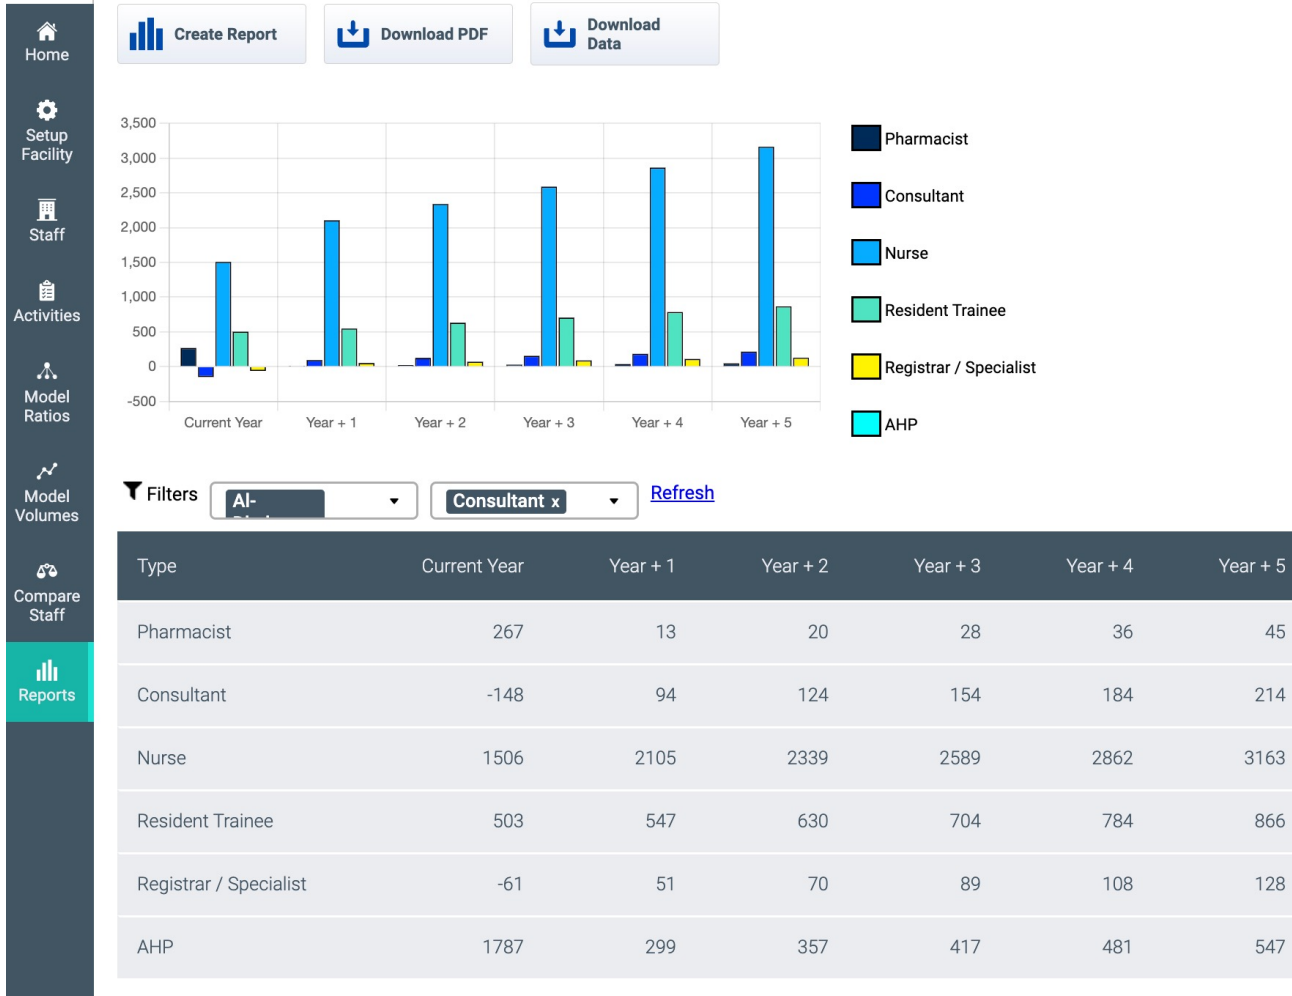 Home
Setup
Facility
Staff
Activities
Model
Ratios
Model
Volumes
Compare
Staff
Reports
Create Report
Download PDF
Download
Data
3,500
3,000
2,500
2,000
1,500
1,000
500
0
-500
Current Year Year + 1 Year + 2 Year + 3 Year + 4 Year + 5
Pharmacist
Consultant
Nurse
Resident Trainee
Registrar / Specialist
AHP
Filters Al- Consultant x Refresh
Type Current Year Year + 1 Year + 2 Year + 3 Year + 4 Year + 5
Pharmacist 267 13 20 28 36 45
Consultant -148 94 124 154 184 214
Nurse 1506 2105 2339 2589 2862 3163
Resident Trainee 503 547 630 704 784 866
Registrar / Specialist -61 51 70 89 108 128
AHP 1787 299 357 417 481 547